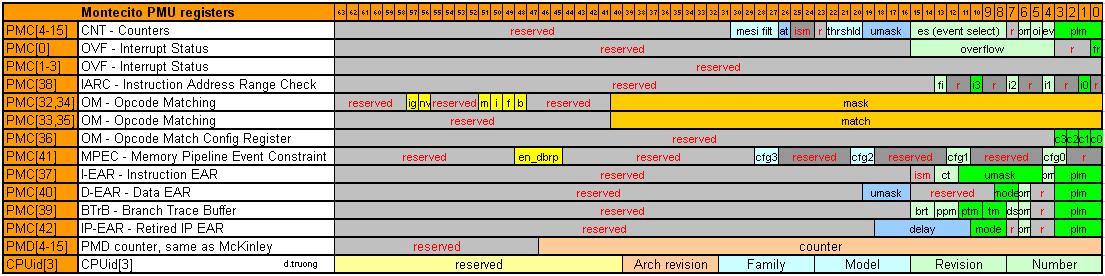 Montecito PMU registers 63 62 61 60 59 58 57 56 55 54 53 52 51 50 49 48 47 46 45 44 43 42 41 40 39 38 37 36 35 34 33 32 31 30 29 28 27 26 25 24 23 22 21 20 19 18 17 16 15 14 13 12 11 10 9 8 7 6 5 4 3 2 1 0
PMC[4-15] CNT - Counters reserved mesi filt at ism r thrshld umask es (event select) r pm oi ev plm
PMC[0] OVF - Interrupt Status reserved overflow r fr
PMC[1-3] OVF - Interrupt Status reserved
PMC[38] IARC - Instruction Address Range Check reserved fi r i3 r i2 r i1 r i0 r
PMC[32,34] OM - Opcode Matching reserved ig nv reserved m i f b reserved mask
PMC[33,35] OM - Opcode Matching reserved match
PMC[36] OM - Opcode Match Config Register reserved c3 c2 c1 c0
PMC[41] MPEC - Memory Pipeline Event Constraint reserved en_dbrp reserved cfg3 reserved cfg2 reserved cfg1 reserved cfg0 r
PMC[37] I-EAR - Instruction EAR reserved ism ct umask pm plm
PMC[40] D-EAR - Data EAR reserved umask reserved mode pm r plm
PMC[39] BTrB - Branch Trace Buffer reserved brt ppm ptm tm ds pm r plm
PMC[42] IP-EAR - Retired IP EAR reserved delay mode r pm r plm
PMD[4-15] PMD counter, same as McKinley reserved counter
CPUid[3] CPUid[3] d.truong reserved Arch revision Family Model Revision Number